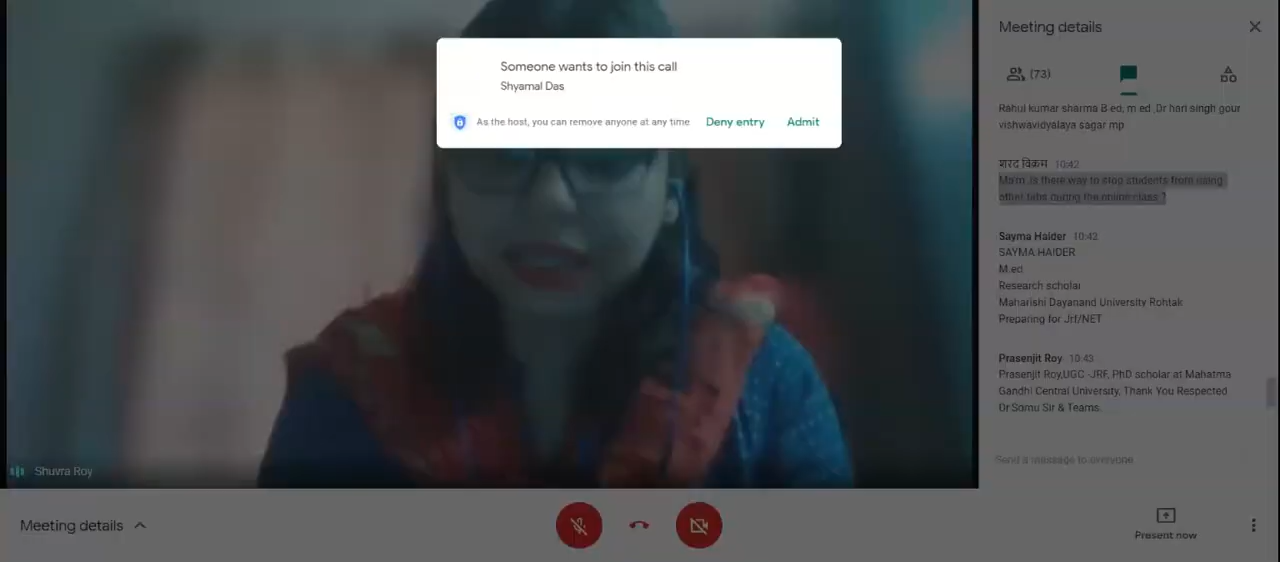 Someone wants to join this call
Shyamal Das
As the host, you can remove anyone at any time
Deny entry
Admit
Shuvra Roy
Meeting details
Present now
Meeting details
(73)
Rahul kumar sharma B ed, m ed ,Dr hari singh gour
vishwavidyalaya sagar mp
शरद विक्रम 10:42
Ma'm ,is there way to stop students from using
other tabs during the online class ?
Sayma Haider 10:42
SAYMA HAIDER
M.ed
Research scholar
Maharishi Dayanand University Rohtak
Preparing for Jrf/NET
Prasenjit Roy 10:43
Prasenjit Roy,UGC -JRF, PhD scholar at Mahatma
Gandhi Central University, Thank You Respected
Dr.Somu Sir & Teams.
Send a message to everyone